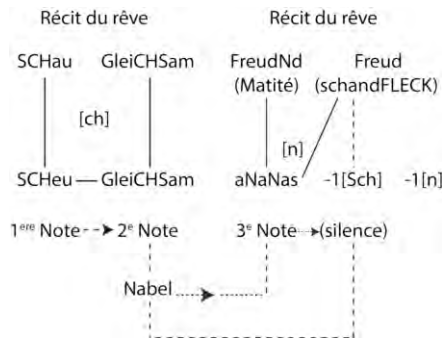 Récit du rêve Récit du rêve
SCHau GleiCHSam FreudNd Freud
(Matité) (schandFLECK)
[ch]
[n]
SCHeu GleiCHSam aNaNas -1[Sch] -1[n]
1ere Note 2e Note 3e Note (silence)
Nabel